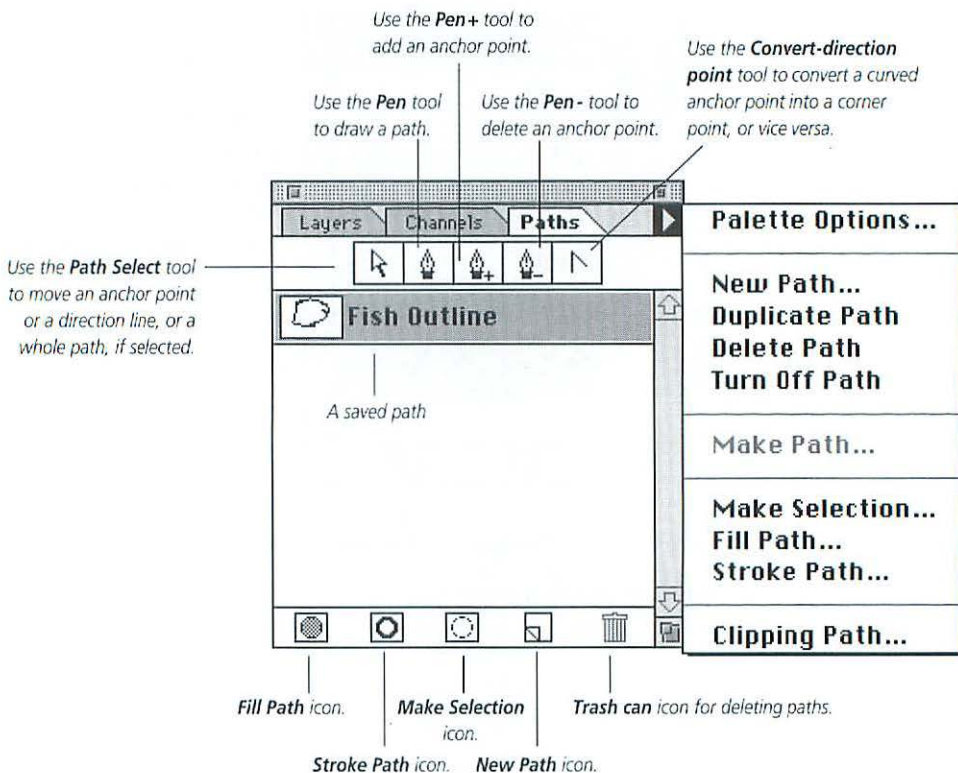 Use the Pen+ tool to
add an anchor point.
Use the Convert-direction
point tool to convert a curved
anchor point into a corner
point, or vice versa.
Use the Pen tool
to draw a path.
Use the Pen- tool to
delete an anchor point.
Layers
Channels
Paths
Use the Path Select tool
to move an anchor point
or a direction line, or a
whole path, if selected.
Fish Outline
A saved path
Palette Options...
New Path...
Duplicate Path
Delete Path
Turn Off Path
Make Path...
Make Selection...
Fill Path...
Stroke Path...
Clipping Path...
Fill Path icon.
Make Selection
icon.
Trash can icon for deleting paths.
Stroke Path icon.
New Path icon.